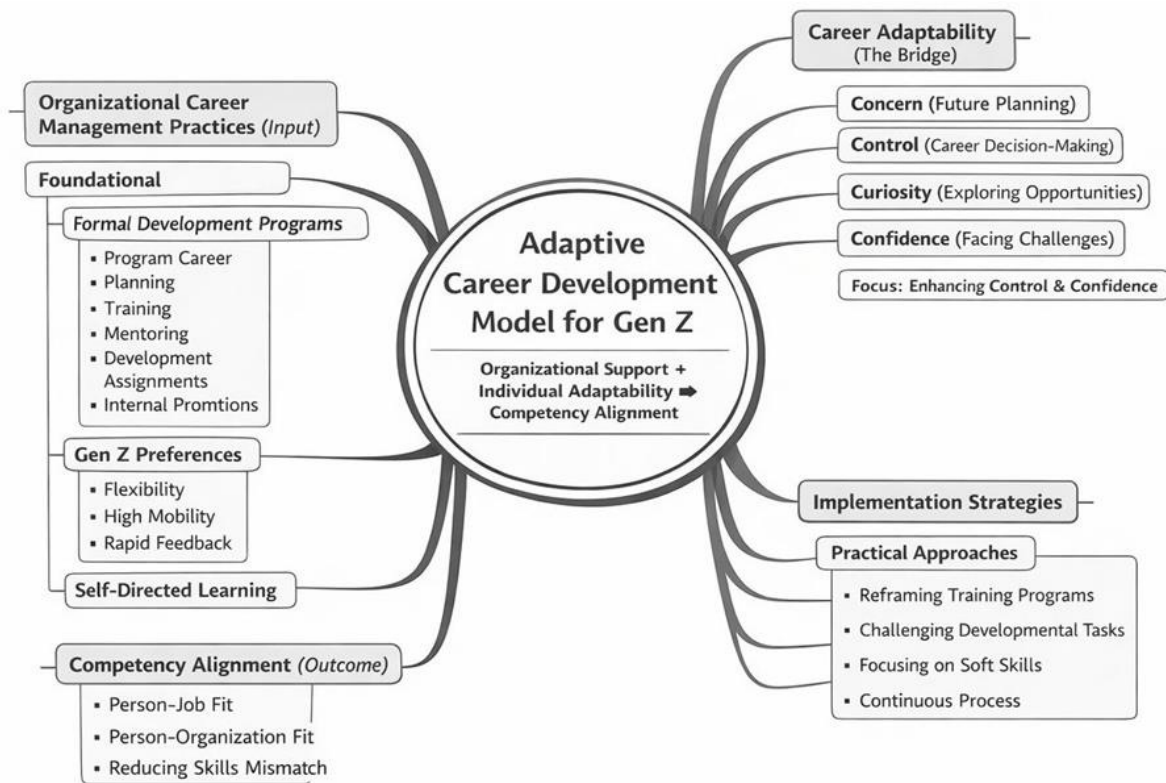 Organizational Career
Management Practices (Input)
Foundational
Formal Development Programs
▪ Program Career
▪ Planning
▪ Training
▪ Mentoring
▪ Development
Assignments
▪ Internal Promtions
Gen Z Preferences
▪ Flexibility
▪ High Mobility
▪ Rapid Feedback
Self-Directed Learning
Competency Alignment (Outcome)
▪ Person-Job Fit
▪ Person-Organization Fit
▪ Reducing Skills Mismatch
Adaptive
Career Development
Model for Gen Z
Organizational Support +
Individual Adaptability ➡
Competency Alignment
Career Adaptability
(The Bridge)
Concern (Future Planning)
Control (Career Decision-Making)
Curiosity (Exploring Opportunities)
Confidence (Facing Challenges)
Focus: Enhancing Control & Confidence
Implementation Strategies
Practical Approaches
▪ Reframing Training Programs
▪ Challenging Developmental Tasks
▪ Focusing on Soft Skills
▪ Continuous Process